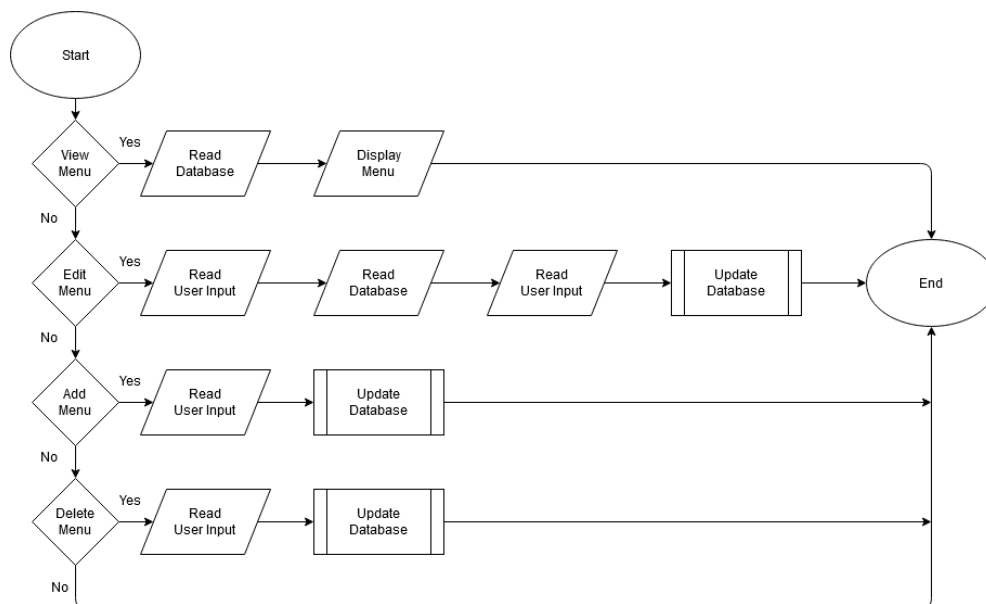 Start
Yes
View
Menu
Read
Database
Display
Menu
No
Yes
Edit
Menu
Read
User Input
Read
Database
Read
User Input
Update
Database
End
No
Yes
Add
Menu
Read
User Input
Update
Database
No
Yes
Delete
Menu
Read
User Input
Update
Database
No